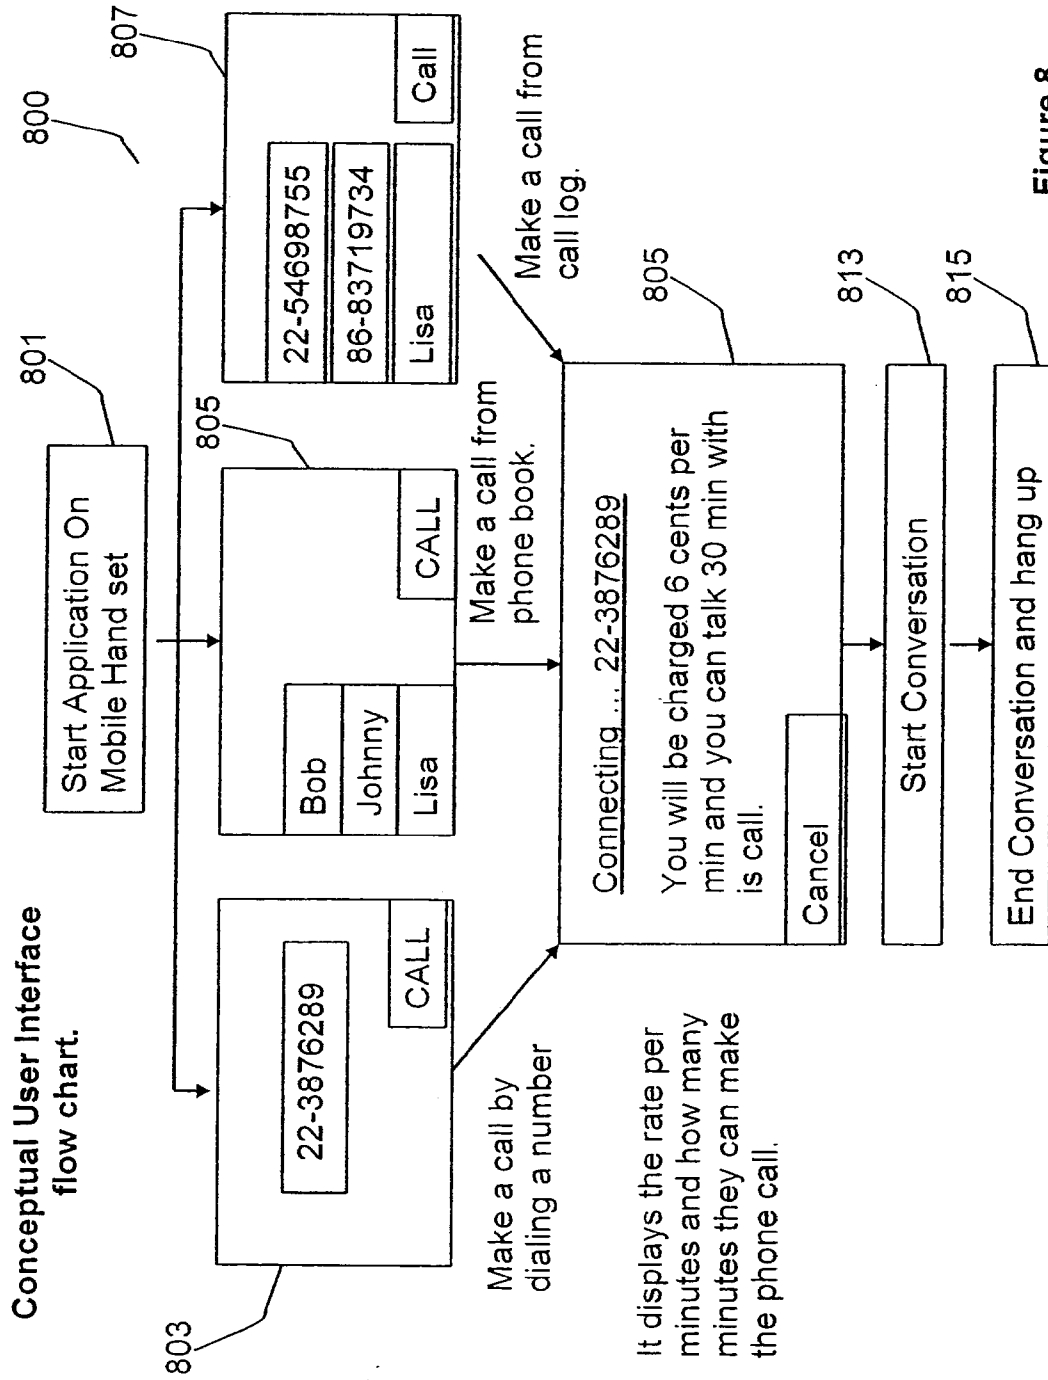 Conceptual User Interface
flow chart.
800
801
Start Application On
Mobile Hand set
803
22-3876289
CALL
805
Bob
Johnny
Lisa
CALL
807
22-54698755
86-83719734
Lisa
Call
Make a call by
dialing a number
Make a call from
phone book.
Make a call from
call log.
It displays the rate per
minutes and how many
minutes they can make
the phone call.
805
Connecting .... 22-3876289
You will be charged 6 cents per
min and you can talk 30 min with
is call.
Cancel
813
Start Conversation
815
End Conversation and hang up
Figure 8